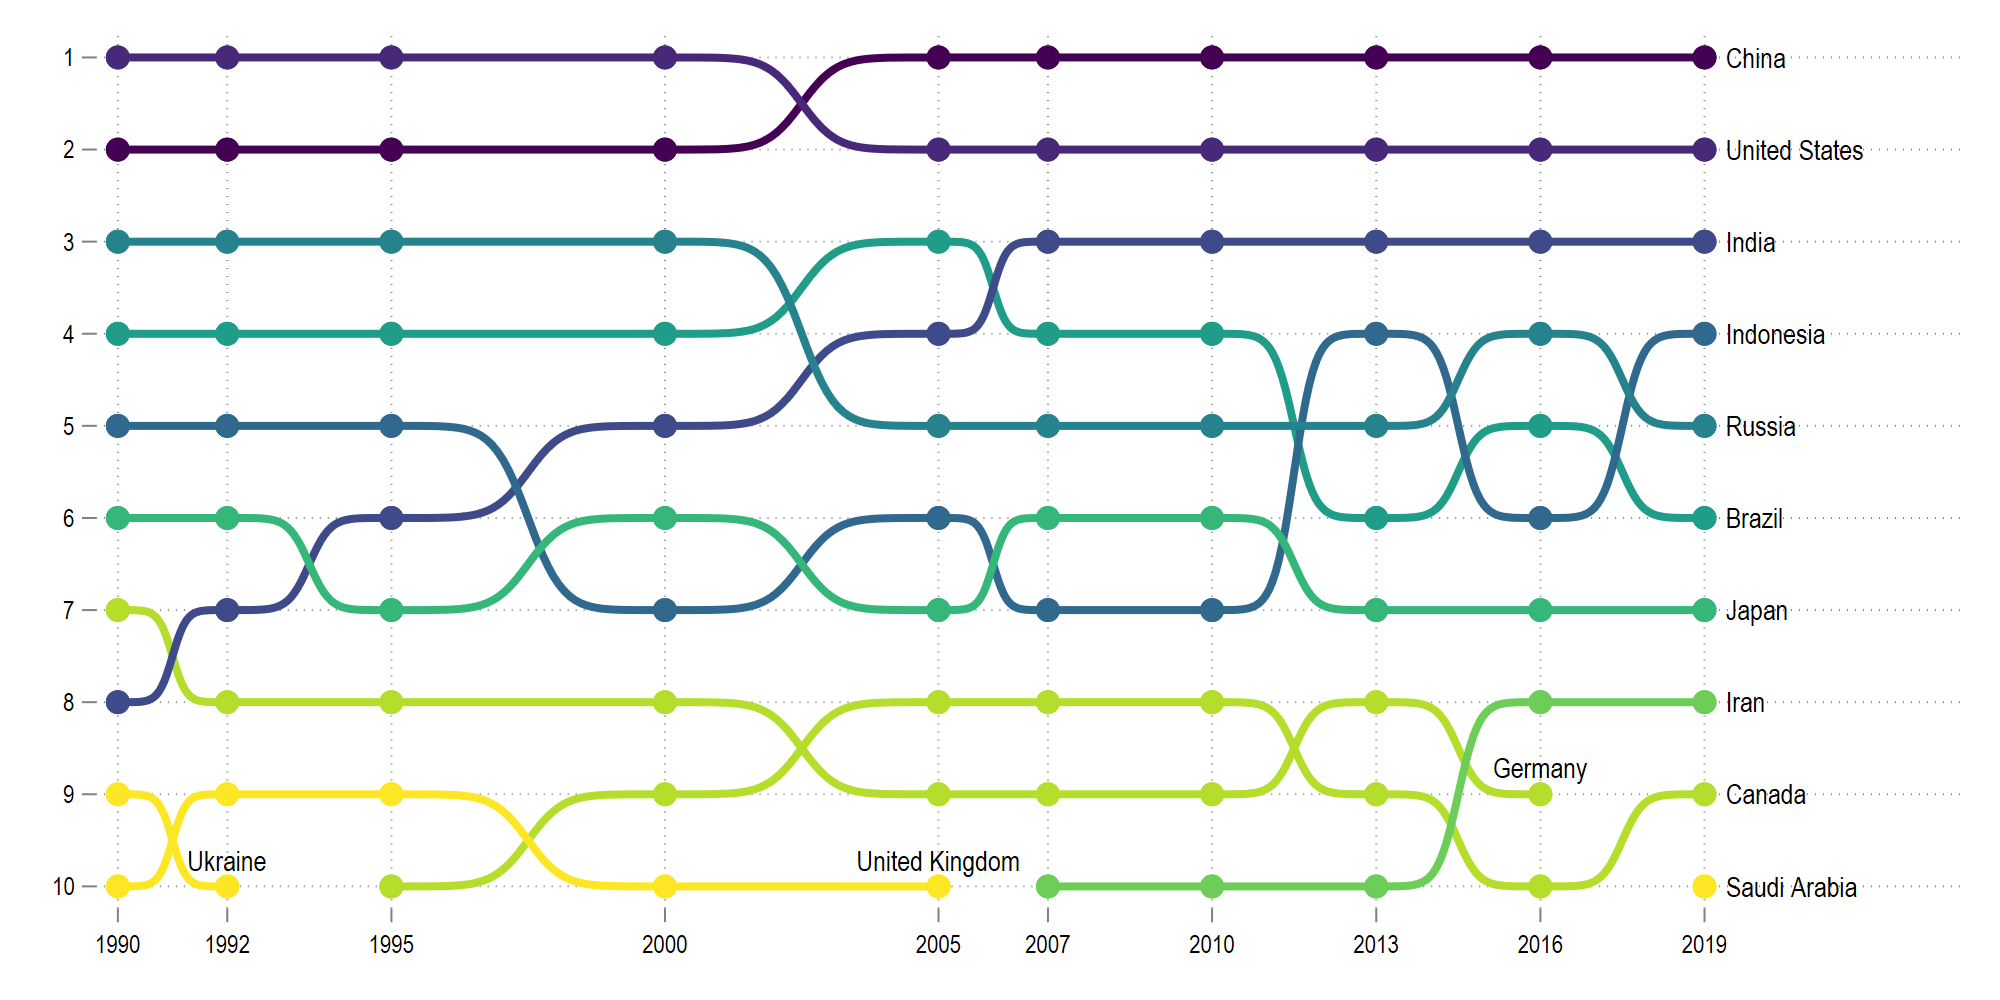 1
China
2
United States
3
India
4
Indonesia
5
Russia
6
Brazil
7
Japan
8
Iran
Germany
9
Canada
Ukraine
United Kingdom
10
Saudi Arabia
1990 1992 1995 2000 2005 2007 2010 2013 2016 2019